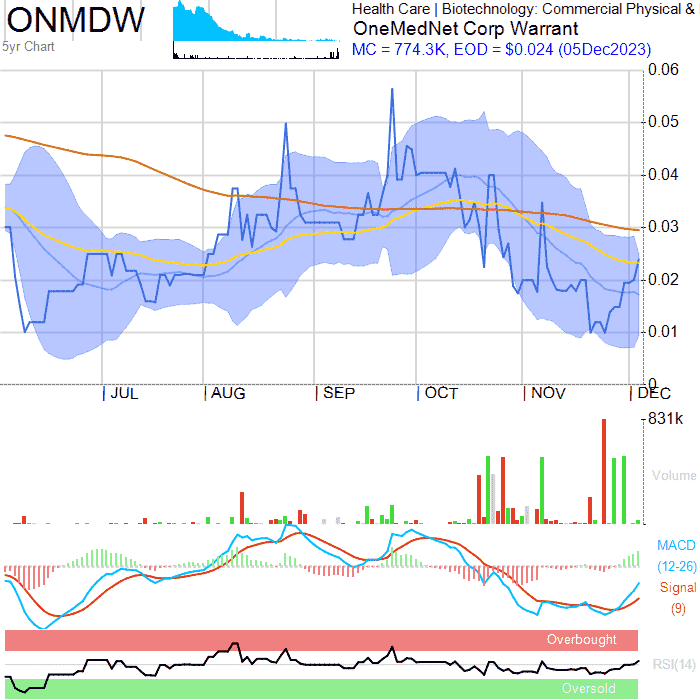 ONMDW
5yr Chart
Health Care | Biotechnology: Commercial Physical &
OneMedNet Corp Warrant
MC = 774.3K, EOD = $0.024 (05Dec2023)
0.06
0.05
0.04
0.03
0.02
0.01
0
JUL AUG SEP OCT NOV DEC
831k
Volume
MACD
(12-26)
Signal
(9)
Overbought
RSI(14)
Oversold